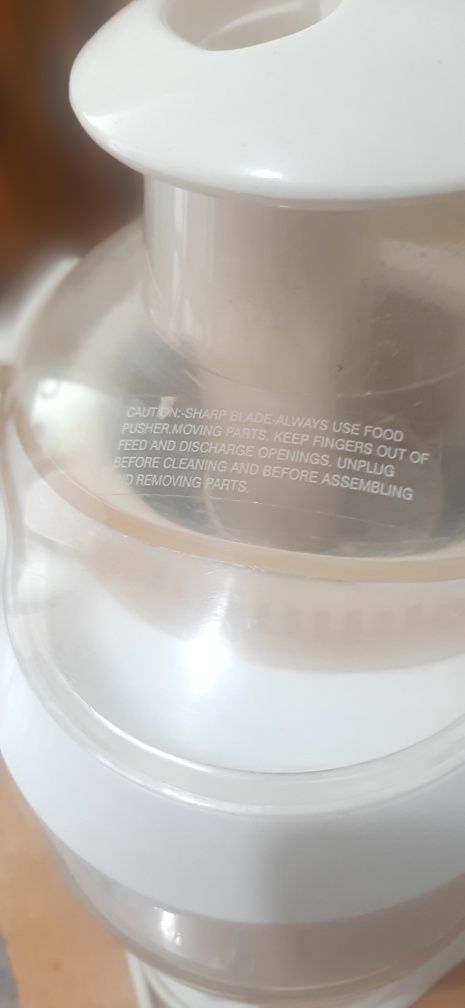 CAUTION:-SHARP BLADE-ALWAYS USE FOOD
PUSHER.MOVING PARTS. KEEP FINGERS OUT OF
FEED AND DISCHARGE OPENINGS. UNPLUG
BEFORE CLEANING AND BEFORE ASSEMBLING
REMOVING PARTS.